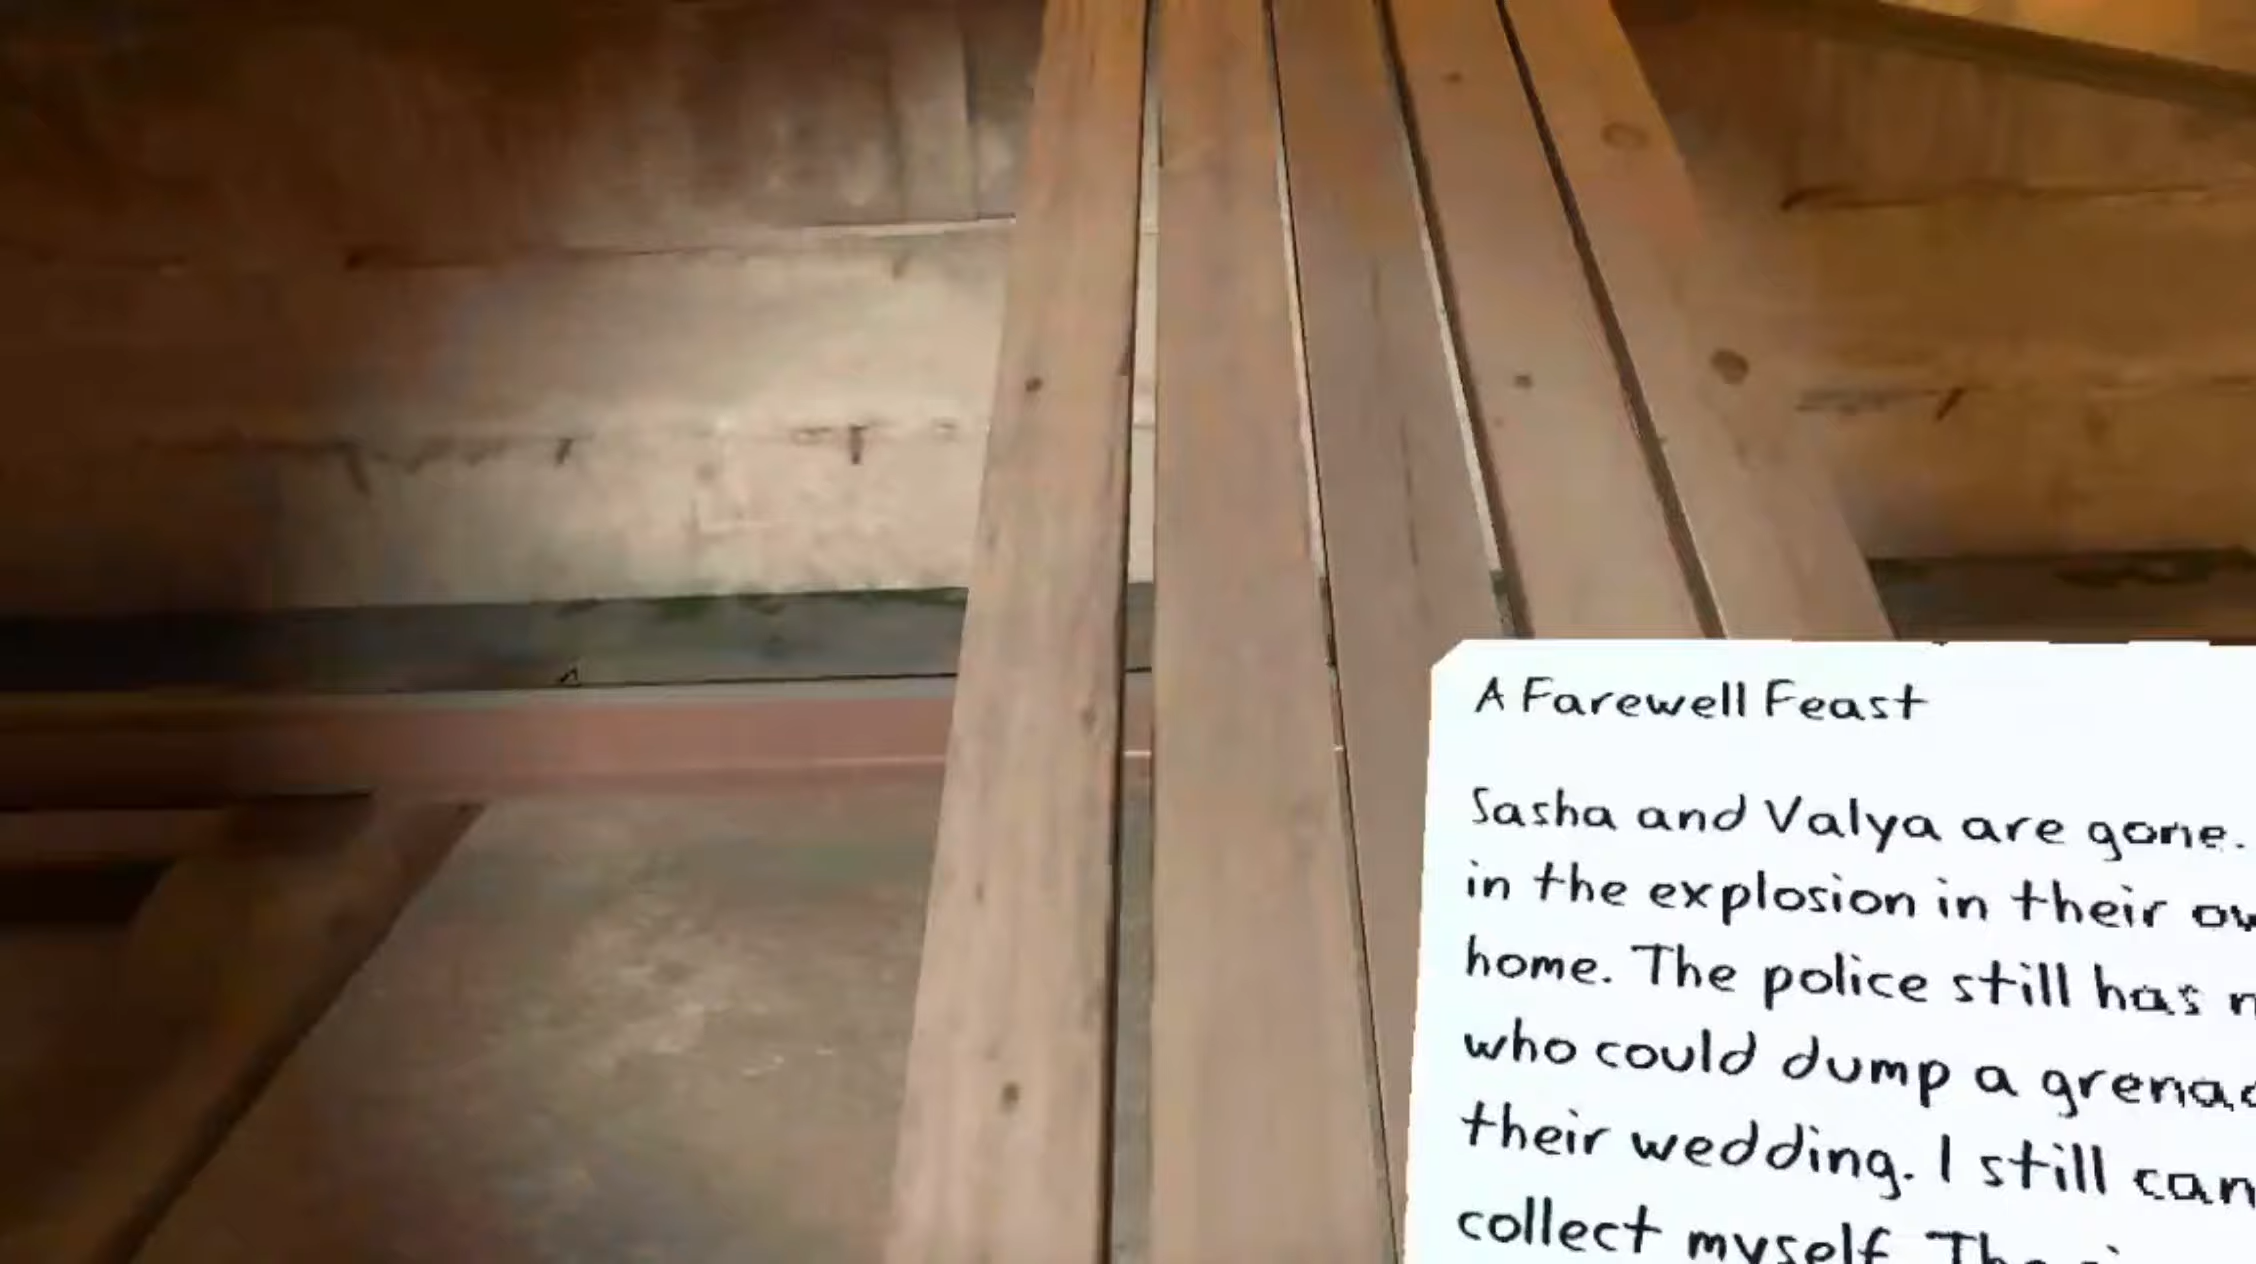 A Farewell Feast
Sasha and Valya are gone.
in the explosion in their
home. The police still has
who could dump a
their wedding. I still
collect myself.